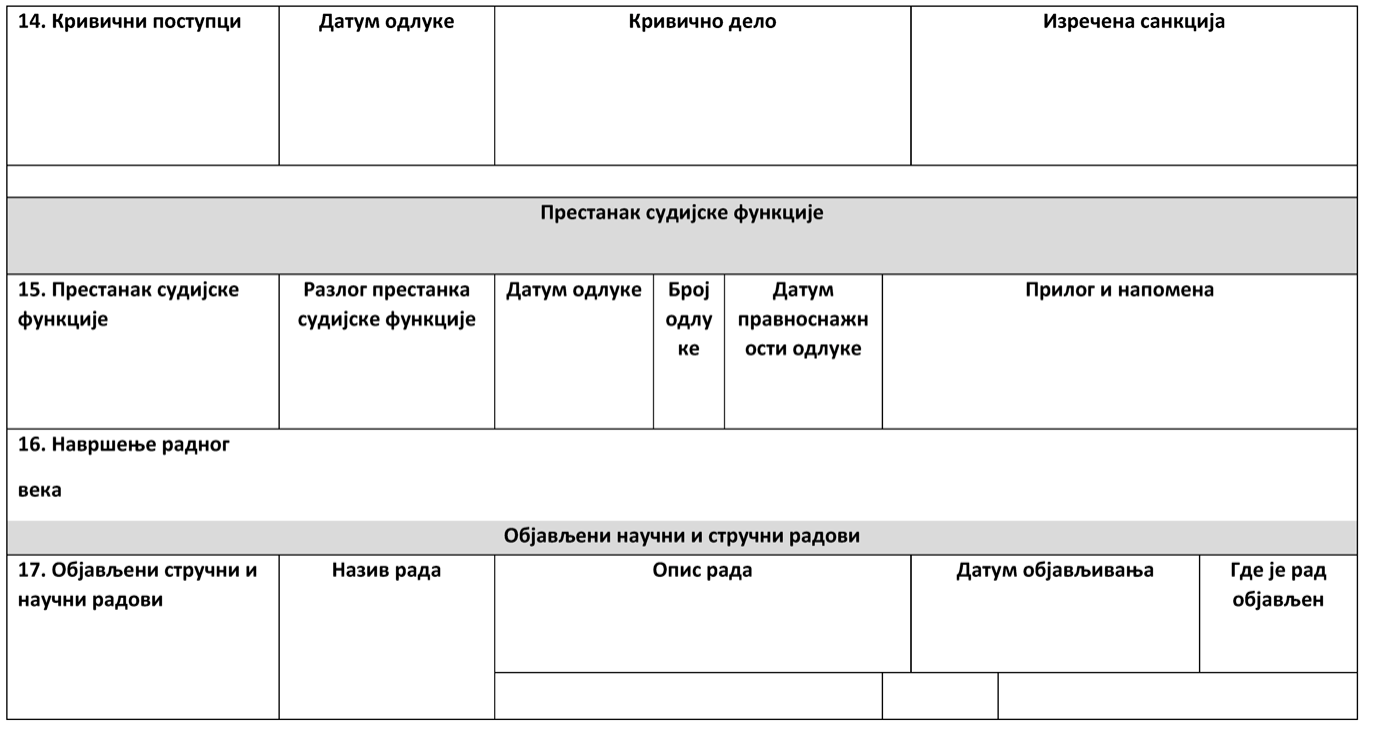 14. Кривични поступци
Датум одлуке
Кривично дело
Изречена санкција
Престанак судијске функције
15. Престанак судијске
функције
Разлог престанка
судијске функције
Датум одлуке
Број
одлу
ке
Датум
правноснажн
ости одлуке
Прилог и напомена
16. Навршење радног
века
Објављени научни и стручни радови
17. Објављени стручни и
научни радови
Назив рада
Опис рада
Датум објављивања
Где је рад
објављен